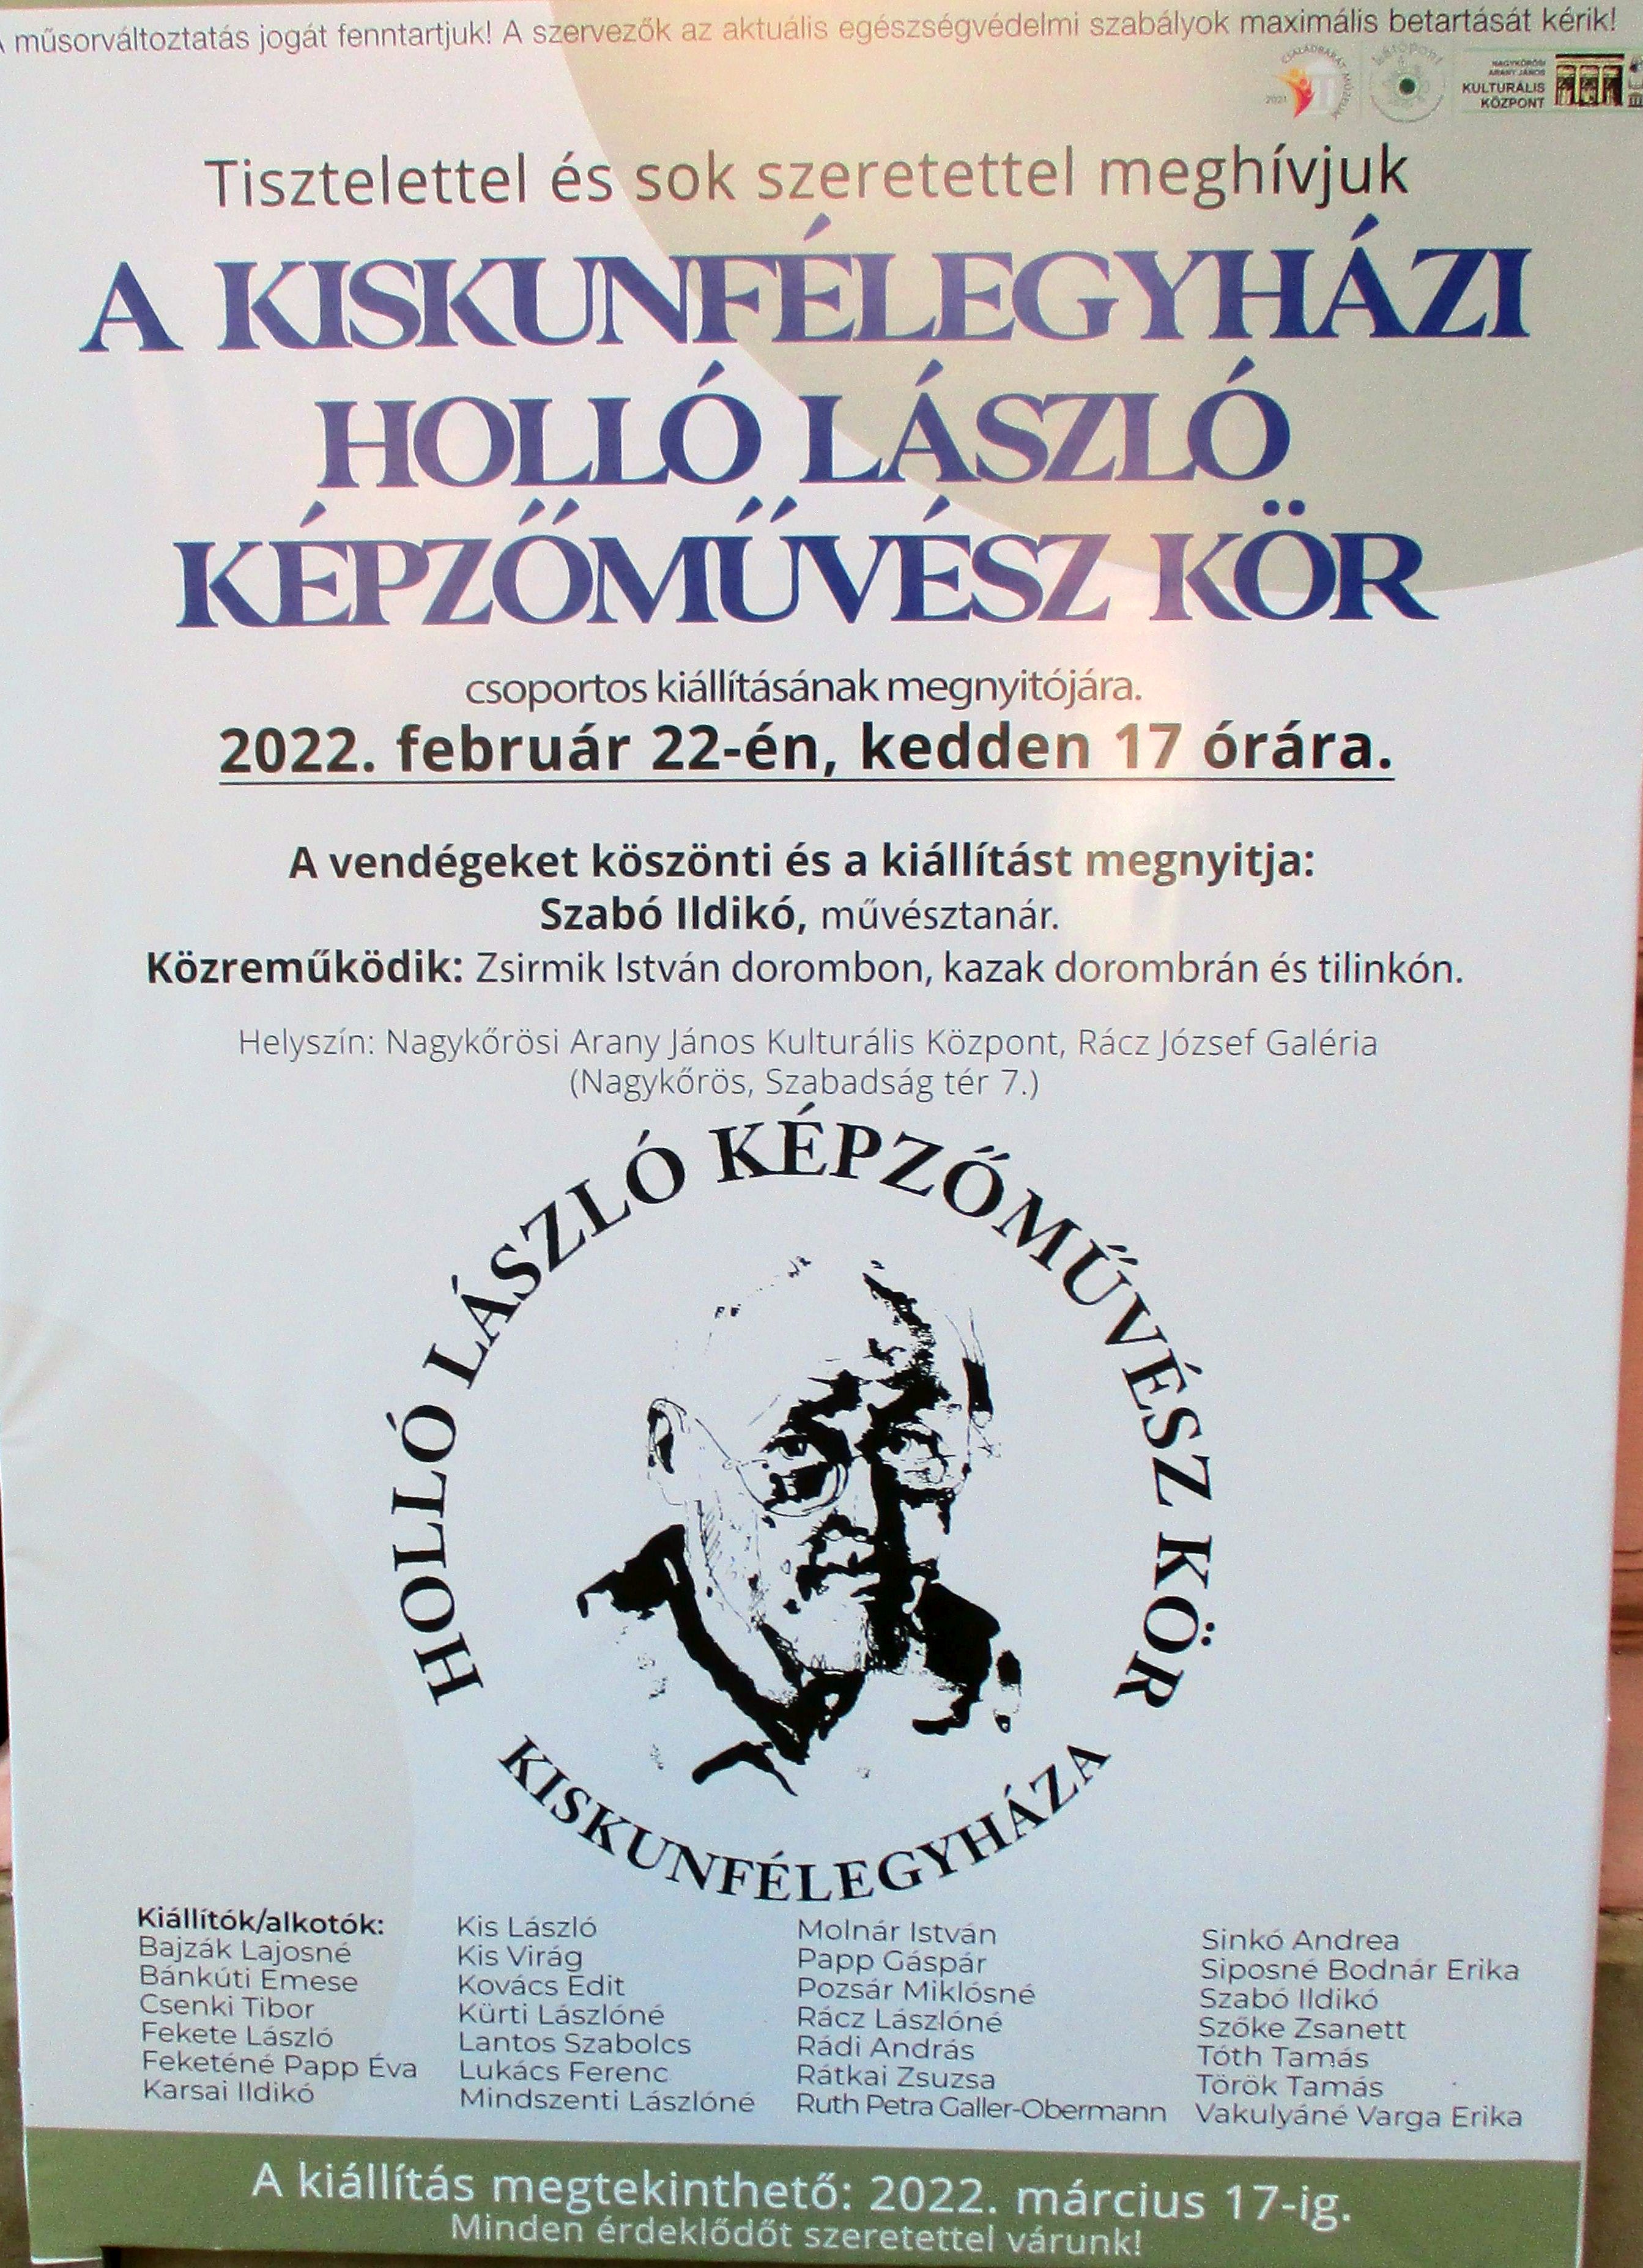 A műsorváltoztatás jogát fenntartjuk! A szervezők az aktuális egészségvédelmi szabályok maximális betartását kérik!
CSALÁDBARÁT MÚZEUM
2021
NAGYKŐRÖSI
ARANY JÁNOS
KULTURÁLIS
KÖZPONT
Tisztelettel és sok szeretettel meghívjuk
A KISKUNFÉLEGYHÁZI
HOLLÓ LÁSZLÓ
KÉPZŐMŰVÉSZ KÖR
csoportos kiállításának megnyitójára.
2022. február 22-én, kedden 17 órára.
A vendégeket köszönti és a kiállítást megnyitja:
Szabó Ildikó, művésztanár.
Közreműködik: Zsirmik István dorombon, kazak dorombrán és tilinkón.
Helyszín: Nagykőrösi Arany János Kulturális Központ, Rácz József Galéria
(Nagykőrös, Szabadság tér 7.)
HOLLÓ LÁSZLÓ KÉPZŐMŰVÉSZ KÖR
KISKUNFÉLEGYHÁZA
Kiállítók/alkotók:
Bajzák Lajosné
Bánkúti Emese
Csenki Tibor
Fekete László
Feketéné Papp Éva
Karsai Ildikó
Kis László
Kis Virág
Kovács Edit
Kürti Lászlóné
Lantos Szabolcs
Lukács Ferenc
Mindszenti Lászlóné
Molnár István
Papp Gáspár
Pozsár Miklósné
Rácz Lászlóné
Rádi András
Rátkai Zsuzsa
Ruth Petra Galler-Obermann
Sinkó Andrea
Siposné Bodnár Erika
Szabó Ildikó
Szőke Zsanett
Tóth Tamás
Török Tamás
Vakulyáné Varga Erika
A kiállítás megtekinthető: 2022. március 17-ig.
Minden érdeklődőt szeretettel várunk!